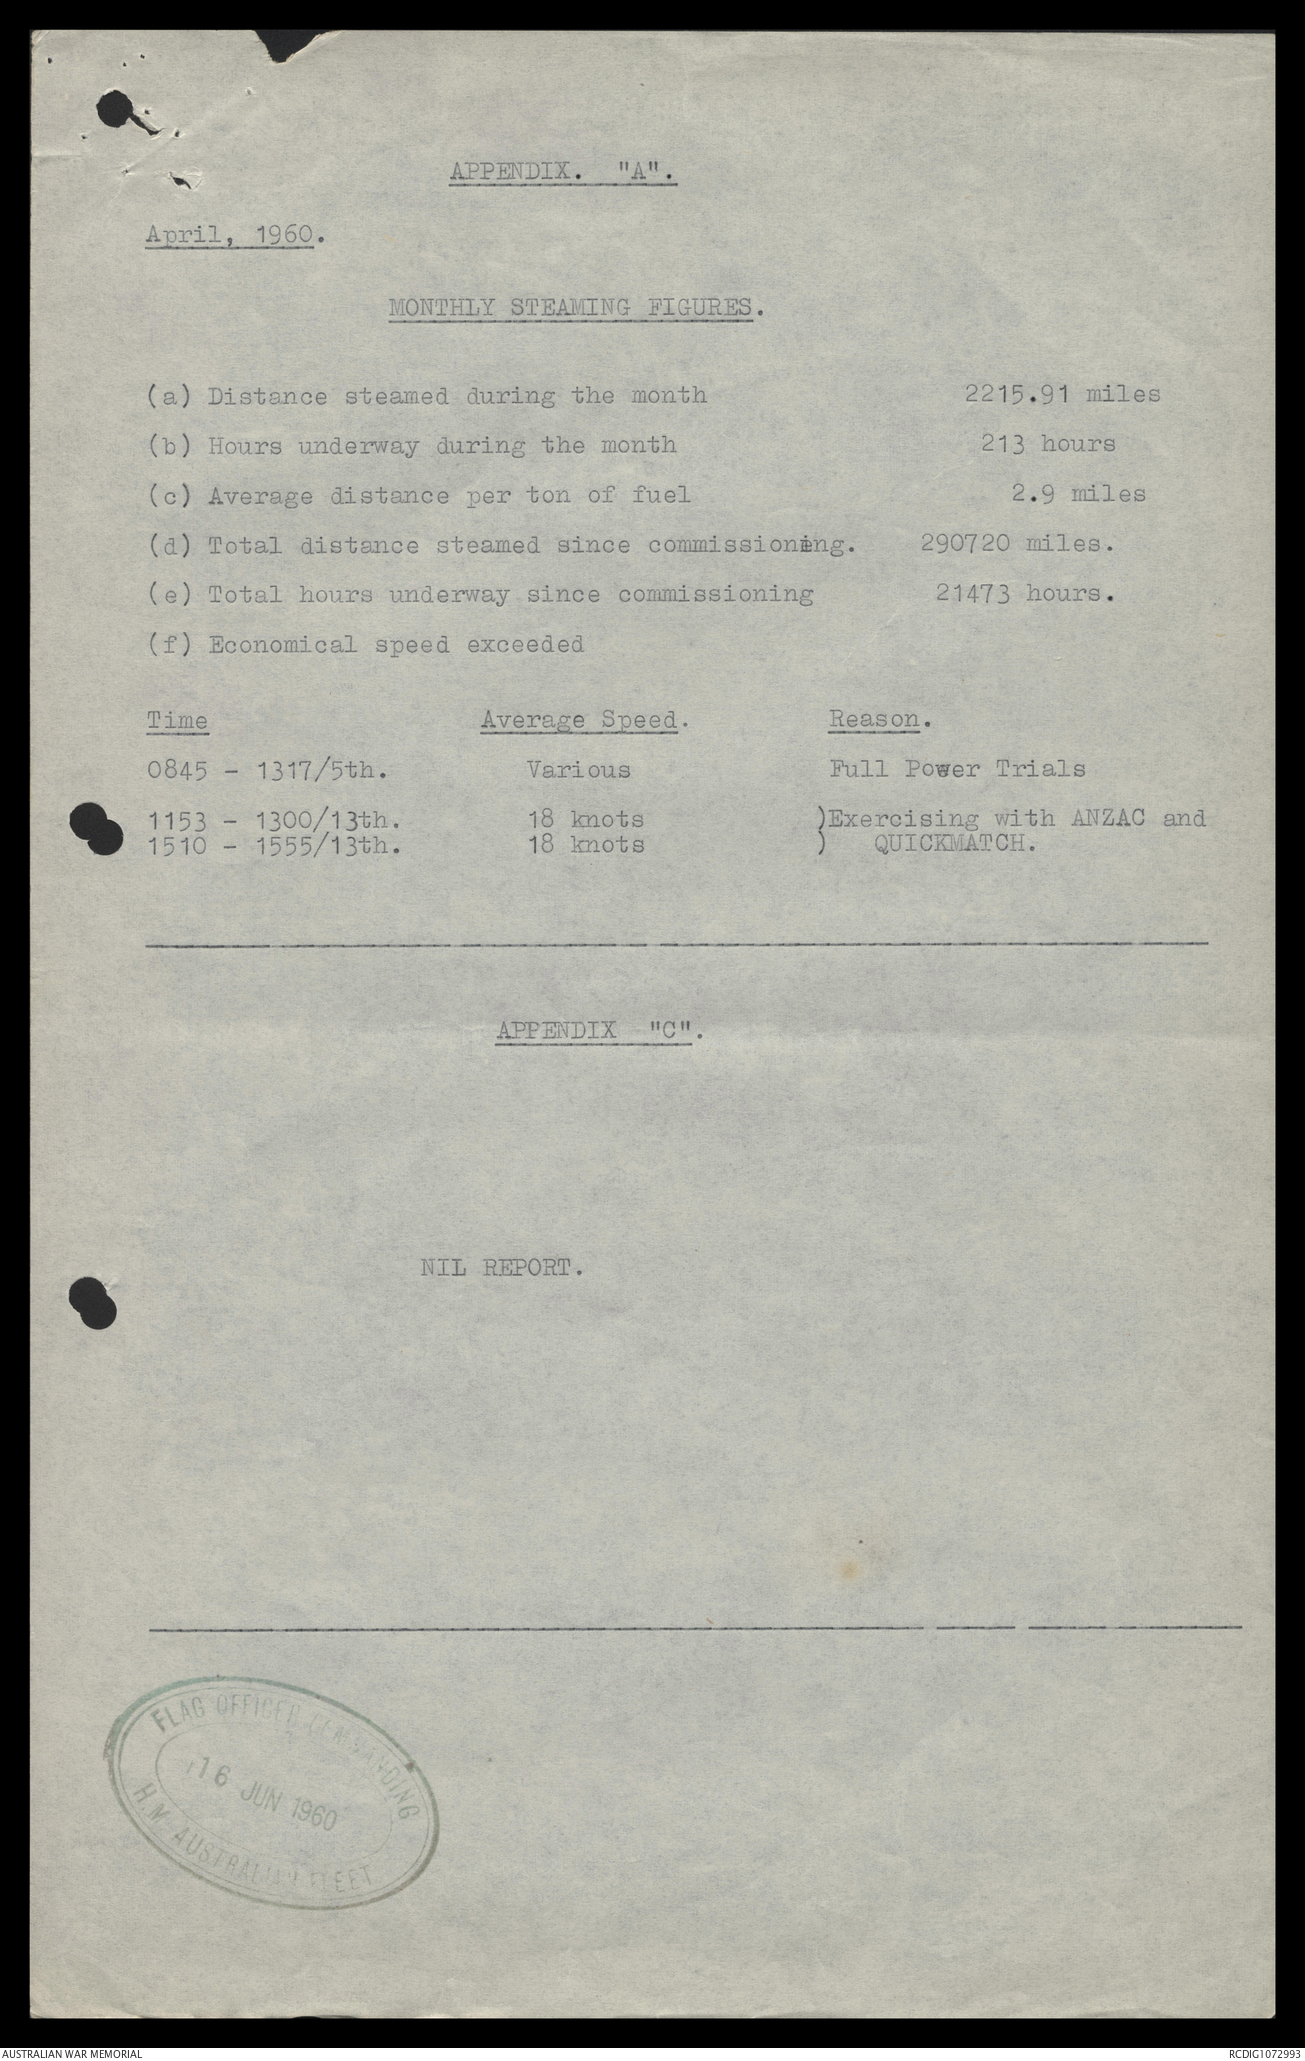 APPENDIX. "A".
April, 1960.
MONTHLY STEAMING FIGURES.
(a) Distance steamed during the month 2215.91 miles
(b) Hours underway during the month 213 hours
(c) Average distance per ton of fuel 2.9 miles
(d) Total distance steamed since commissioning. 290720 miles.
(e) Total hours underway since commissioning 21473 hours.
(f) Economical speed exceeded
Time Average Speed. Reason.
0845 - 1317/5th. Various Full Power Trials
1153 - 1300/13th. 18 knots )Exercising with ANZAC and
1510 - 1555/13th. 18 knots ) QUICKMATCH.
APPENDIX "C".
NIL REPORT.
FLAG OFFICER COMMANDING
16 JUN 1960
H.M. AUSTRALIAN FLEET
AUSTRALIAN WAR MEMORIAL RCDIG1072993